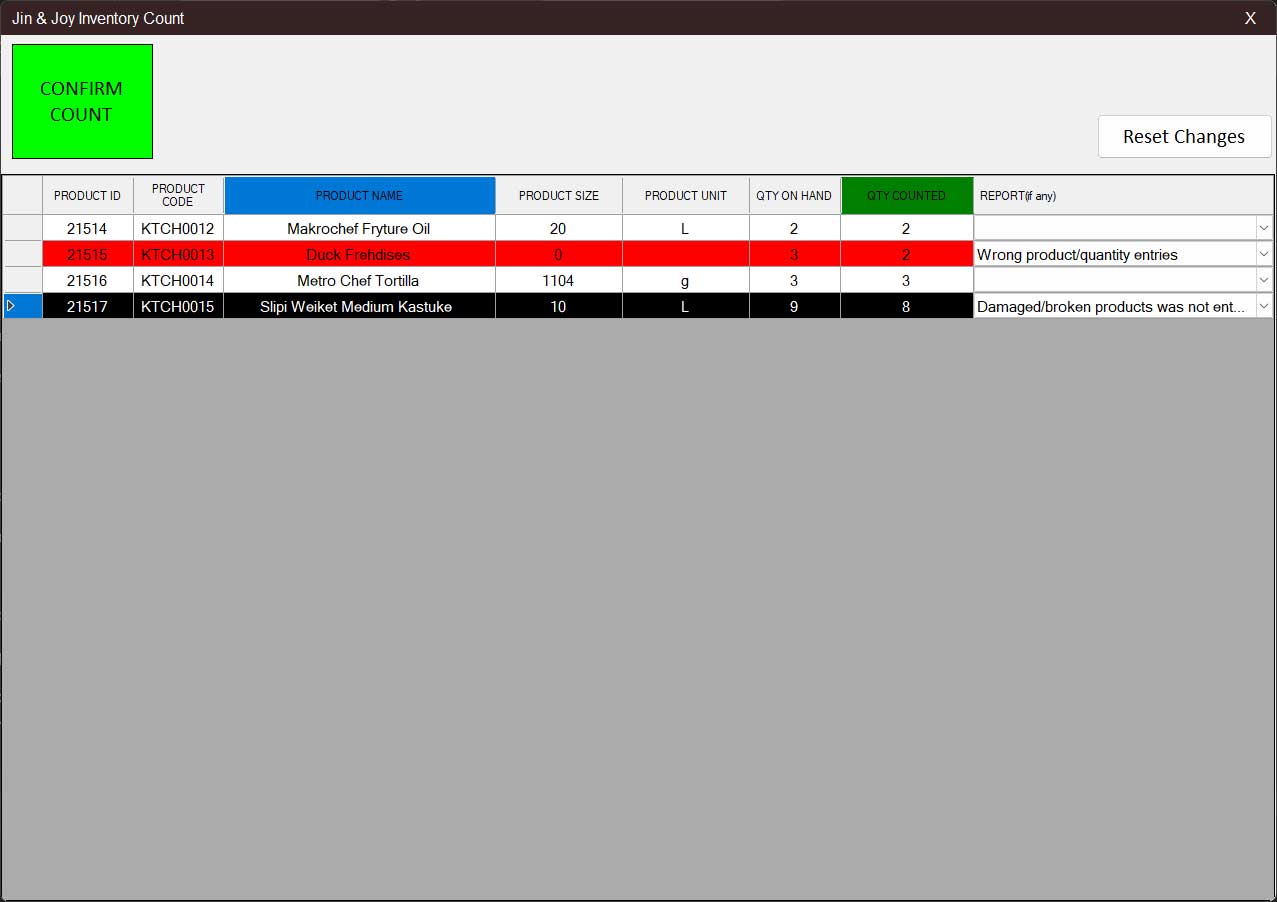 Jin & Joy Inventory Count X
CONFIRM
COUNT
Reset Changes
PRODUCT ID PRODUCT CODE PRODUCT NAME PRODUCT SIZE PRODUCT UNIT QTY ON HAND QTY COUNTED REPORT(if any)
21514 KTCH0012 Makrochef Fryture Oil 20 L 2 2
21515 KTCH0013 Duck Frehdises 0 3 2 Wrong product/quantity entries
21516 KTCH0014 Metro Chef Tortilla 1104 g 3 3
21517 KTCH0015 Slipi Weiket Medium Kastuke 10 L 9 8 Damaged/broken products was not ent...